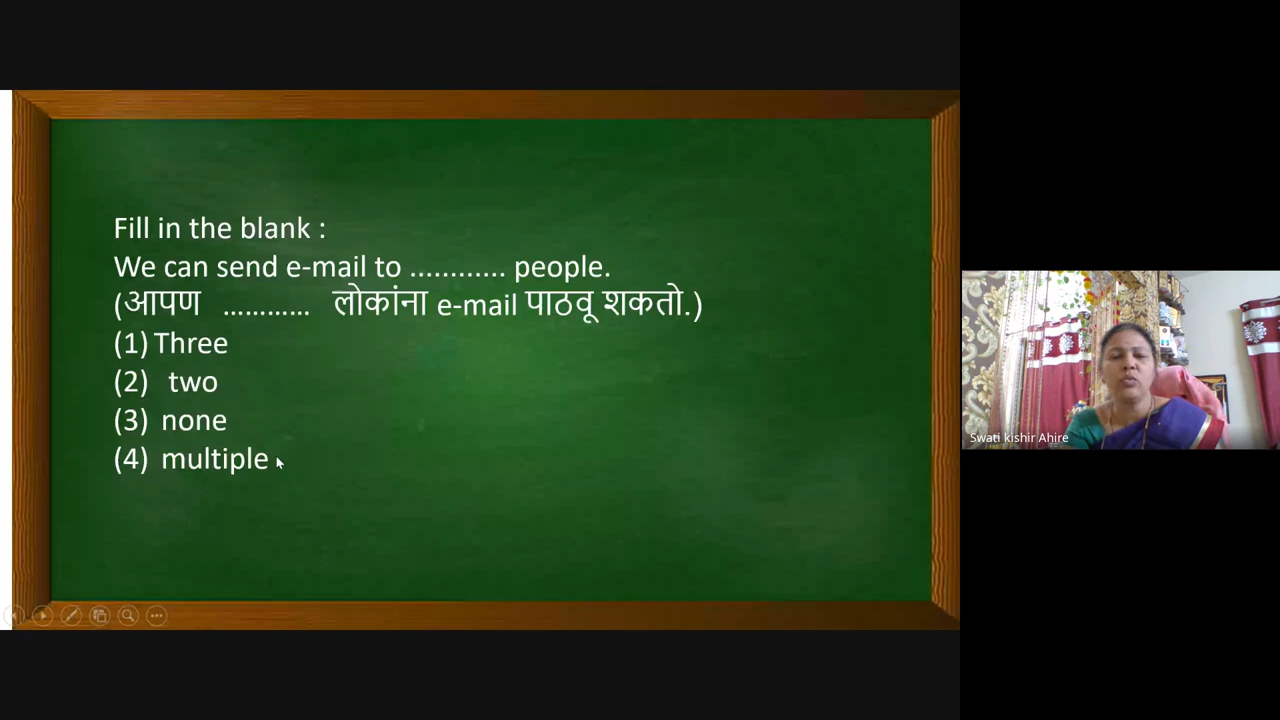 Fill in the blank :
We can send e-mail to ............ people.
(आपण ............ लोकांना e-mail पाठवू शकतो.)
(1) Three
(2) two
(3) none
(4) multiple
Swati kishir Ahire